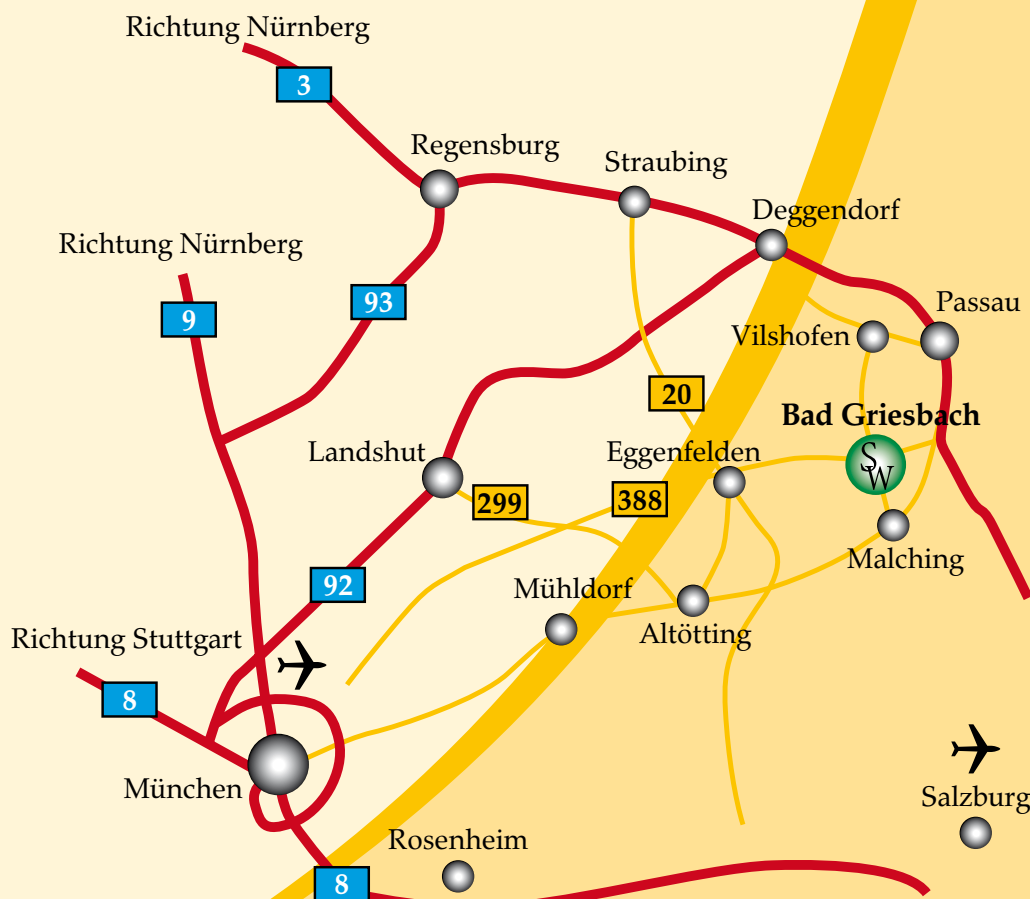 Richtung Nürnberg
3
Regensburg
Straubing
Deggendorf
Richtung Nürnberg
9
93
Passau
Vilshofen
20
Bad Griesbach
SW
Landshut
Eggenfelden
299
388
Malching
92
Mühldorf
Altötting
Richtung Stuttgart
8
München
Salzburg
Rosenheim
8